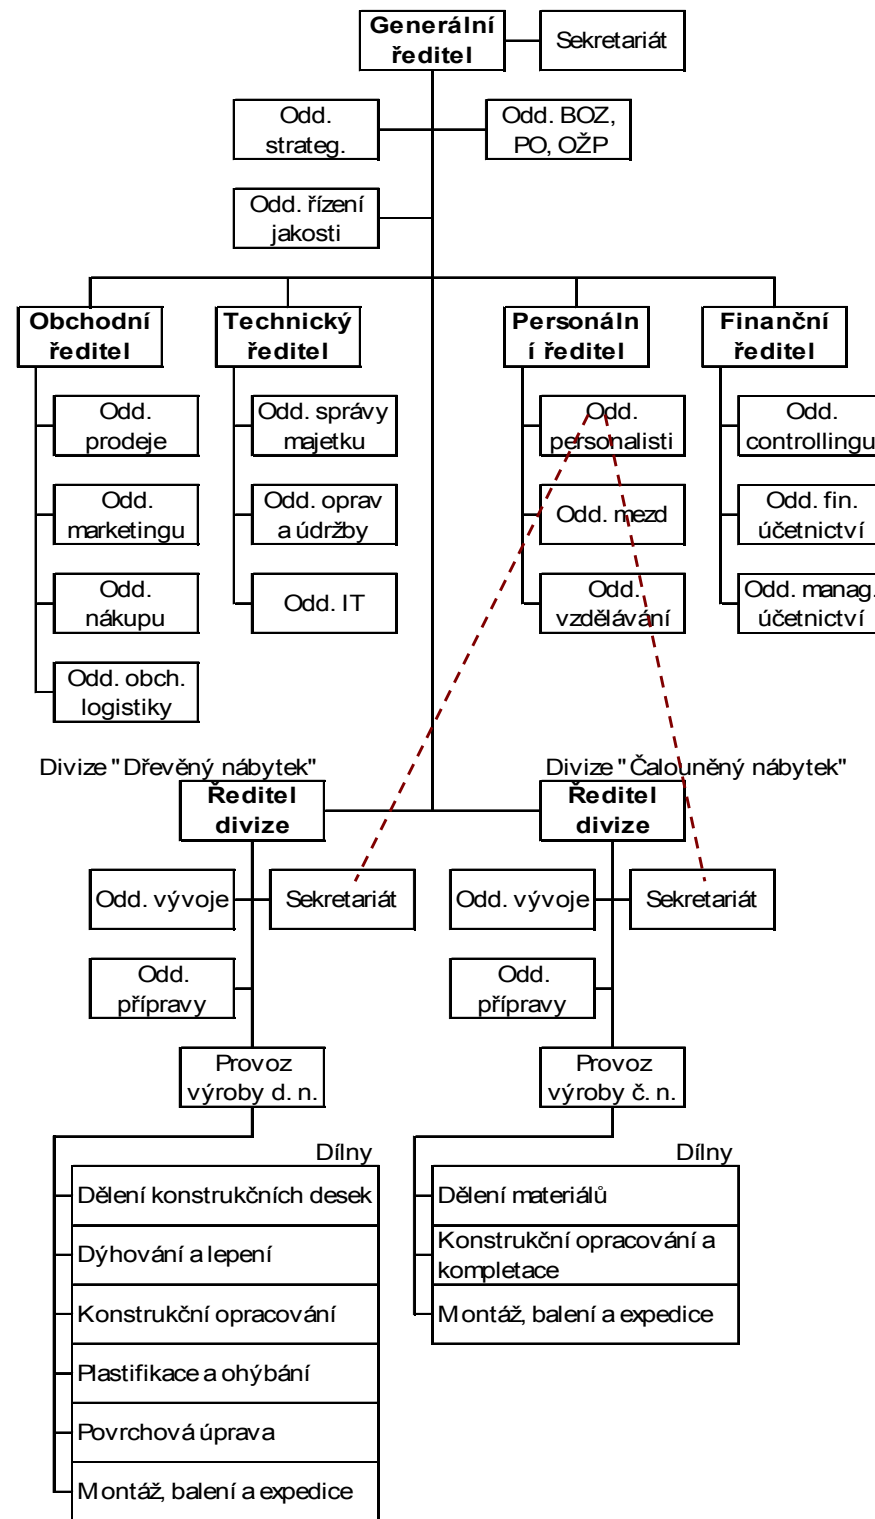 Generální
ředitel
Sekretariát
Odd.
strateg.
Odd. BOZ,
PO, OŽP
Odd. řízení
jakosti
Obchodní
ředitel
Technický
ředitel
Personáln
í ředitel
Finanční
ředitel
Odd.
prodeje
Odd. správy
majetku
Odd.
personalisti
Odd.
controllingu
Odd.
marketingu
Odd. oprav
a údržby
Odd. mezd
Odd. fin.
účetnictví
Odd.
nákupu
Odd. IT
Odd.
vzdělávání
Odd. manag.
účetnictví
Odd. obch.
logistiky
Divize "Dřevěný nábytek"
Ředitel
divize
Odd. vývoje
Sekretariát
Odd.
přípravy
Provoz
výroby d. n.
Dílny
Dělení konstrukčních desek
Dýhování a lepení
Konstrukční opracování
Plastifikace a ohýbání
Povrchová úprava
Montáž, balení a expedice
Divize "Čalouněný nábytek"
Ředitel
divize
Odd. vývoje
Sekretariát
Odd.
přípravy
Provoz
výroby č. n.
Dílny
Dělení materiálů
Konstrukční opracování a
kompletace
Montáž, balení a expedice